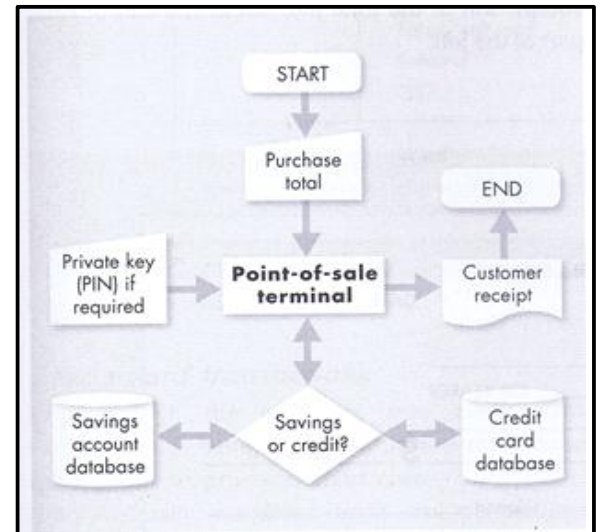 START
Purchase
total
END
Private key
(PIN) if
required
Point-of-sale
terminal
Customer
receipt
Savings
account
database
Savings
or credit?
Credit
card
database